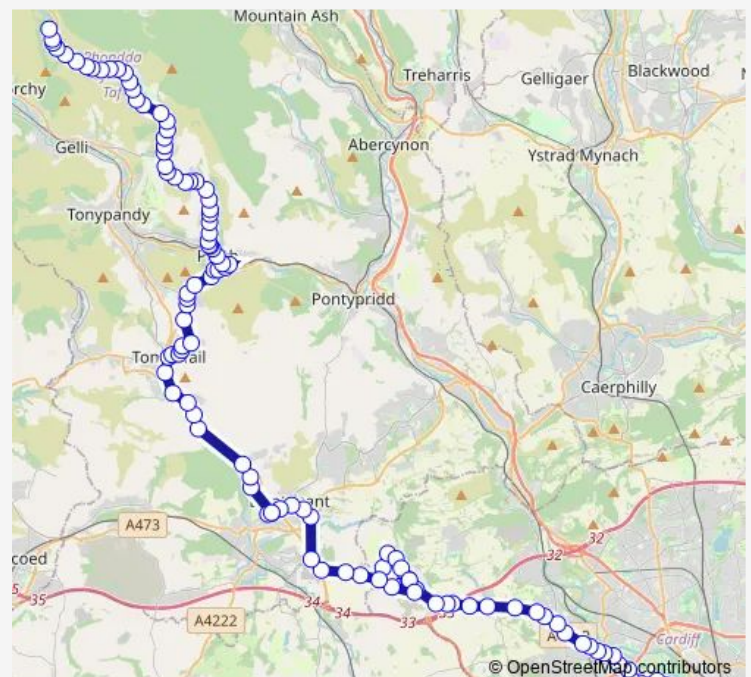 Mountain Ash
Rhondda
Taf
Treharris
Gelligaer
Blackwood
Abercynon
Gelli
Ystrad Mynach
Tonypandy
Pontypridd
Caerphilly
A473
coed
32
32
35
34
34
33
A4222
Cardiff
© OpenStreetMap contributors